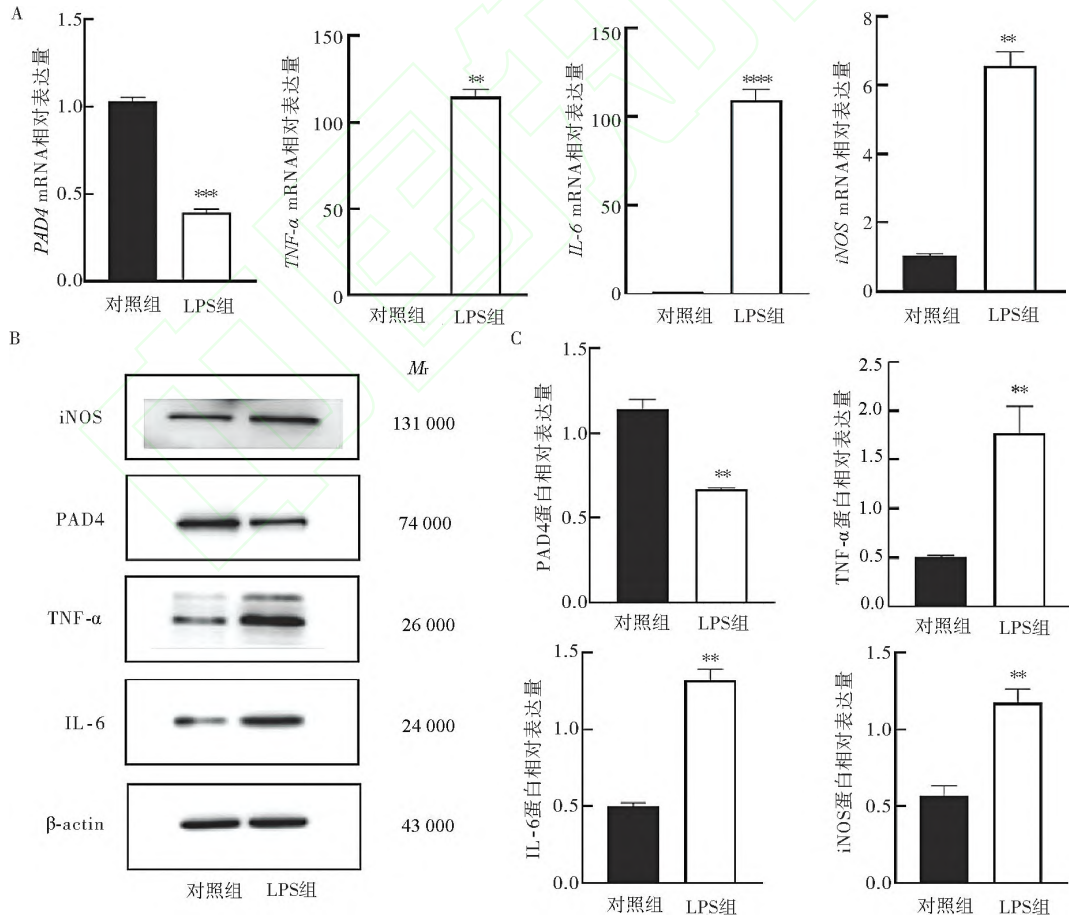 A
PAD4 mRNA相对表达量
1.5
1.0
0.5
0.0
***
对照组 LPS组
TNF-α mRNA相对表达量
150
100
50
0
**
对照组 LPS组
IL-6 mRNA相对表达量
150
100
50
0
****
对照组 LPS组
iNOS mRNA相对表达量
8
6
4
2
0
**
对照组 LPS组
B
Mr
iNOS 131 000
PAD4 74 000
TNF-α 26 000
IL-6 24 000
β-actin 43 000
对照组 LPS组
C
PAD4蛋白相对表达量
1.5
1.0
0.5
0.0
**
对照组 LPS组
TNF-α蛋白相对表达量
2.5
2.0
1.5
1.0
0.5
0.0
**
对照组 LPS组
IL-6蛋白相对表达量
1.5
1.0
0.5
0.0
**
对照组 LPS组
iNOS蛋白相对表达量
1.5
1.0
0.5
0.0
**
对照组 LPS组